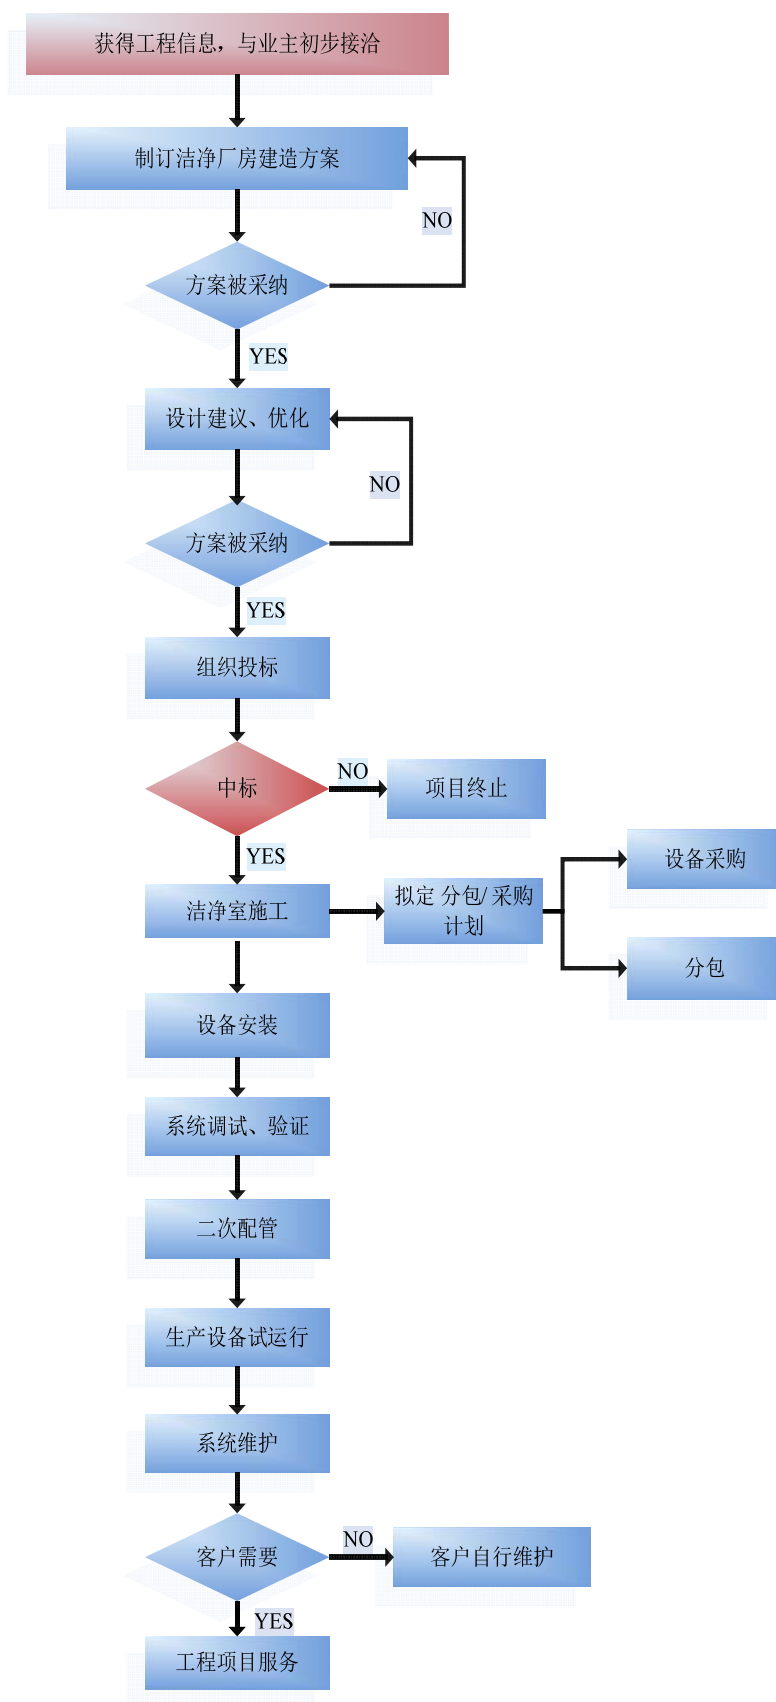 获得工程信息，与业主初步接洽
制订洁净厂房建造方案
NO
方案被采纳
YES
设计建议、优化
NO
方案被采纳
YES
组织投标
中标
NO
项目终止
YES
设备采购
洁净室施工
拟定 分包/ 采购
计划
分包
设备安装
系统调试、验证
二次配管
生产设备试运行
系统维护
客户需要
NO
客户自行维护
YES
工程项目服务